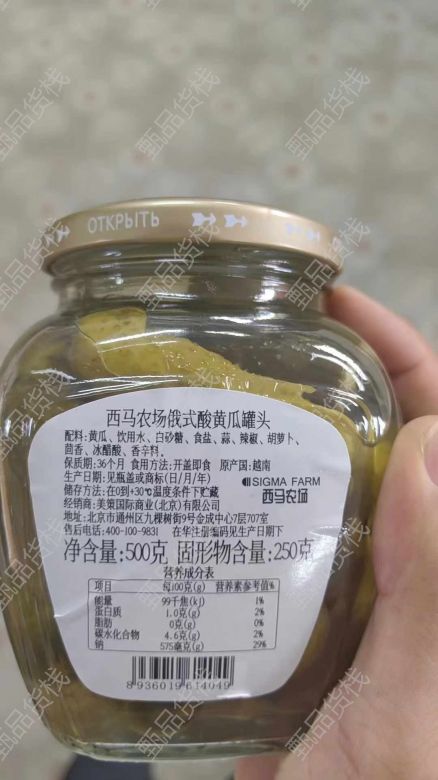 ОТКРЫТЬ
西马农场俄式酸黄瓜罐头
配料:黄瓜、饮用水、白砂糖、食盐、蒜、辣椒、胡萝卜、
茴香、冰醋酸、香辛料。
保质期:36个月 食用方法:开盖即食 原产国:越南
生产日期:见瓶盖或商标(日/月/年)
SIGMA FARM
西马农场
储存方法:在0到+30℃温度条件下贮藏
经销商:美策国际商业(北京)有限公司
地址:北京市通州区九棵树街9号金成中心7层707室
售后电话:400-100-9831 在华注册编码见生产日期下
净含量:500克 固形物含量:250克
营养成分表
项目 每100克(g) 营养素参考值%
能量 99千焦(kj) 1%
蛋白质 1.0克(g) 2%
脂肪 0克(g) 0%
碳水化合物 4.6克(g) 2%
钠 575毫克(g) 29%
8 936019 614049
甄品货栈